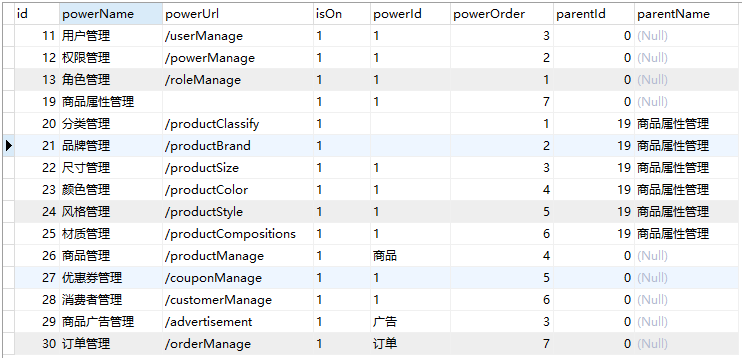 id powerName powerUrl isOn powerId powerOrder parentId parentName
11 用户管理 /userManage 1 1 3 0 (Null)
12 权限管理 /powerManage 1 1 2 0 (Null)
13 角色管理 /roleManage 1 1 1 0 (Null)
19 商品属性管理 1 1 7 0 (Null)
20 分类管理 /productClassify 1 1 19 商品属性管理
21 品牌管理 /productBrand 1 2 19 商品属性管理
22 尺寸管理 /productSize 1 1 3 19 商品属性管理
23 颜色管理 /productColor 1 1 4 19 商品属性管理
24 风格管理 /productStyle 1 1 5 19 商品属性管理
25 材质管理 /productCompositions 1 1 6 19 商品属性管理
26 商品管理 /productManage 1 商品 4 0 (Null)
27 优惠券管理 /couponManage 1 1 5 0 (Null)
28 消费者管理 /customerManage 1 1 6 0 (Null)
29 商品广告管理 /advertisement 1 广告 3 0 (Null)
30 订单管理 /orderManage 1 订单 7 0 (Null)